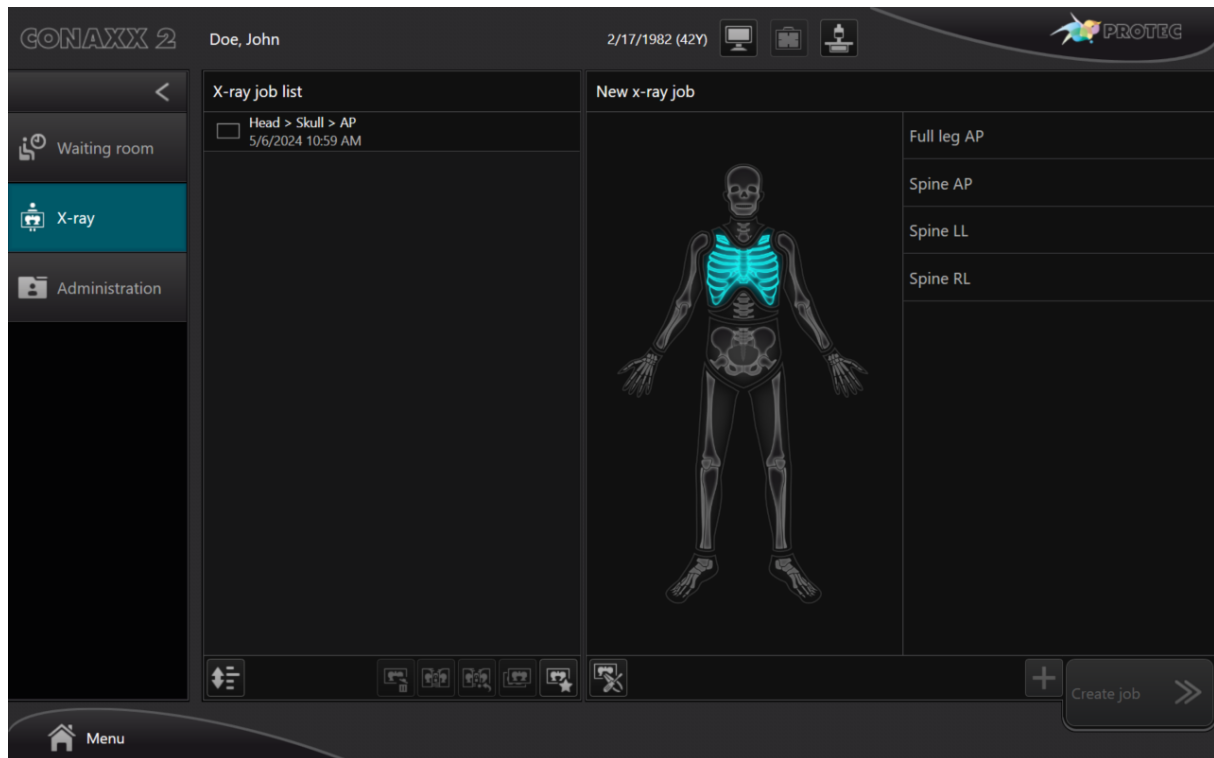 CONAXX 2
Doe, John
2/17/1982 (42Y)
PROTEC
X-ray job list
New x-ray job
Waiting room
X-ray
Administration
Head > Skull > AP
5/6/2024 10:59 AM
Full leg AP
Spine AP
Spine LL
Spine RL
Create job
Menu